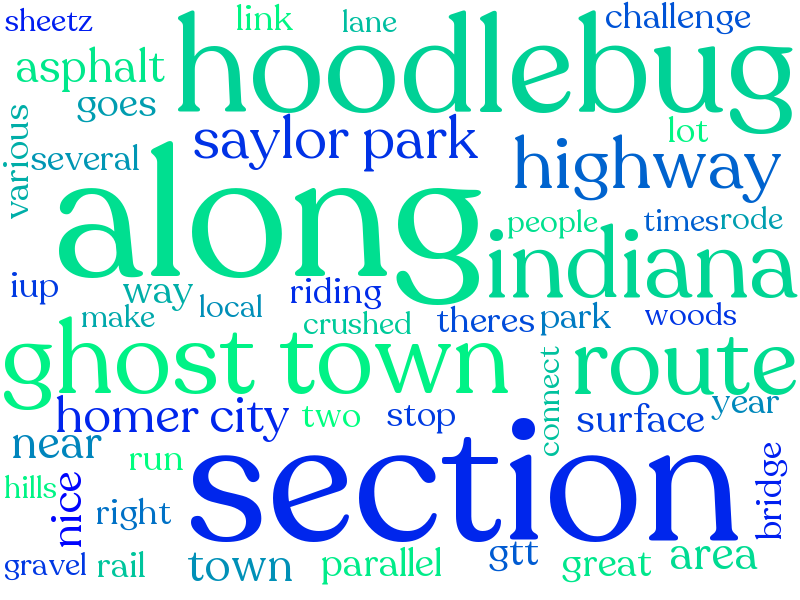 sheetz
link
lane
challenge
hoodlebug
asphalt
goes
saylor park
lot
various
several
highway
along
people
times
rode
indiana
iup
way
local
riding
make
crushed
theres
park
woods
ghost town
route
connect
homer city
two
stop
surface
year
near
run
section
hills
nice
right
bridge
gravel
rail
town
parallel
gtt
great
area